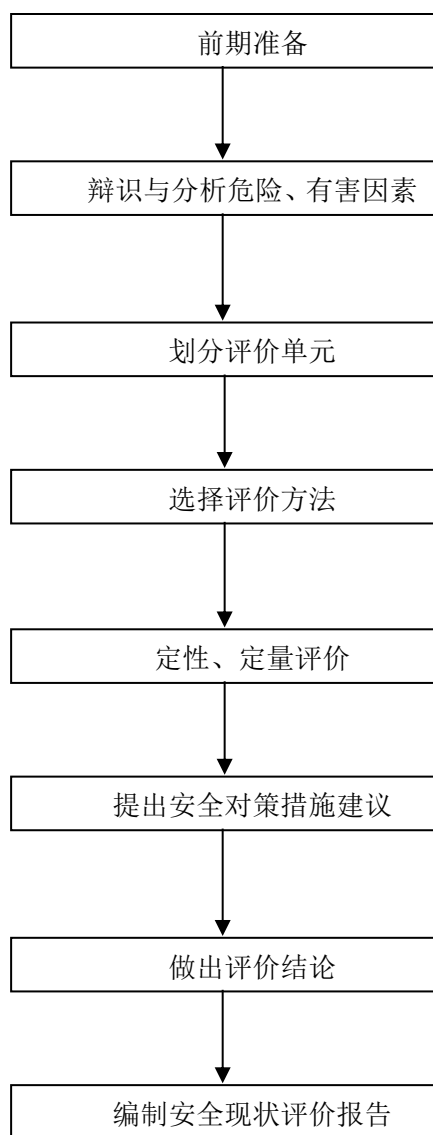 前期准备
辩识与分析危险、有害因素
划分评价单元
选择评价方法
定性、定量评价
提出安全对策措施建议
做出评价结论
编制安全现状评价报告